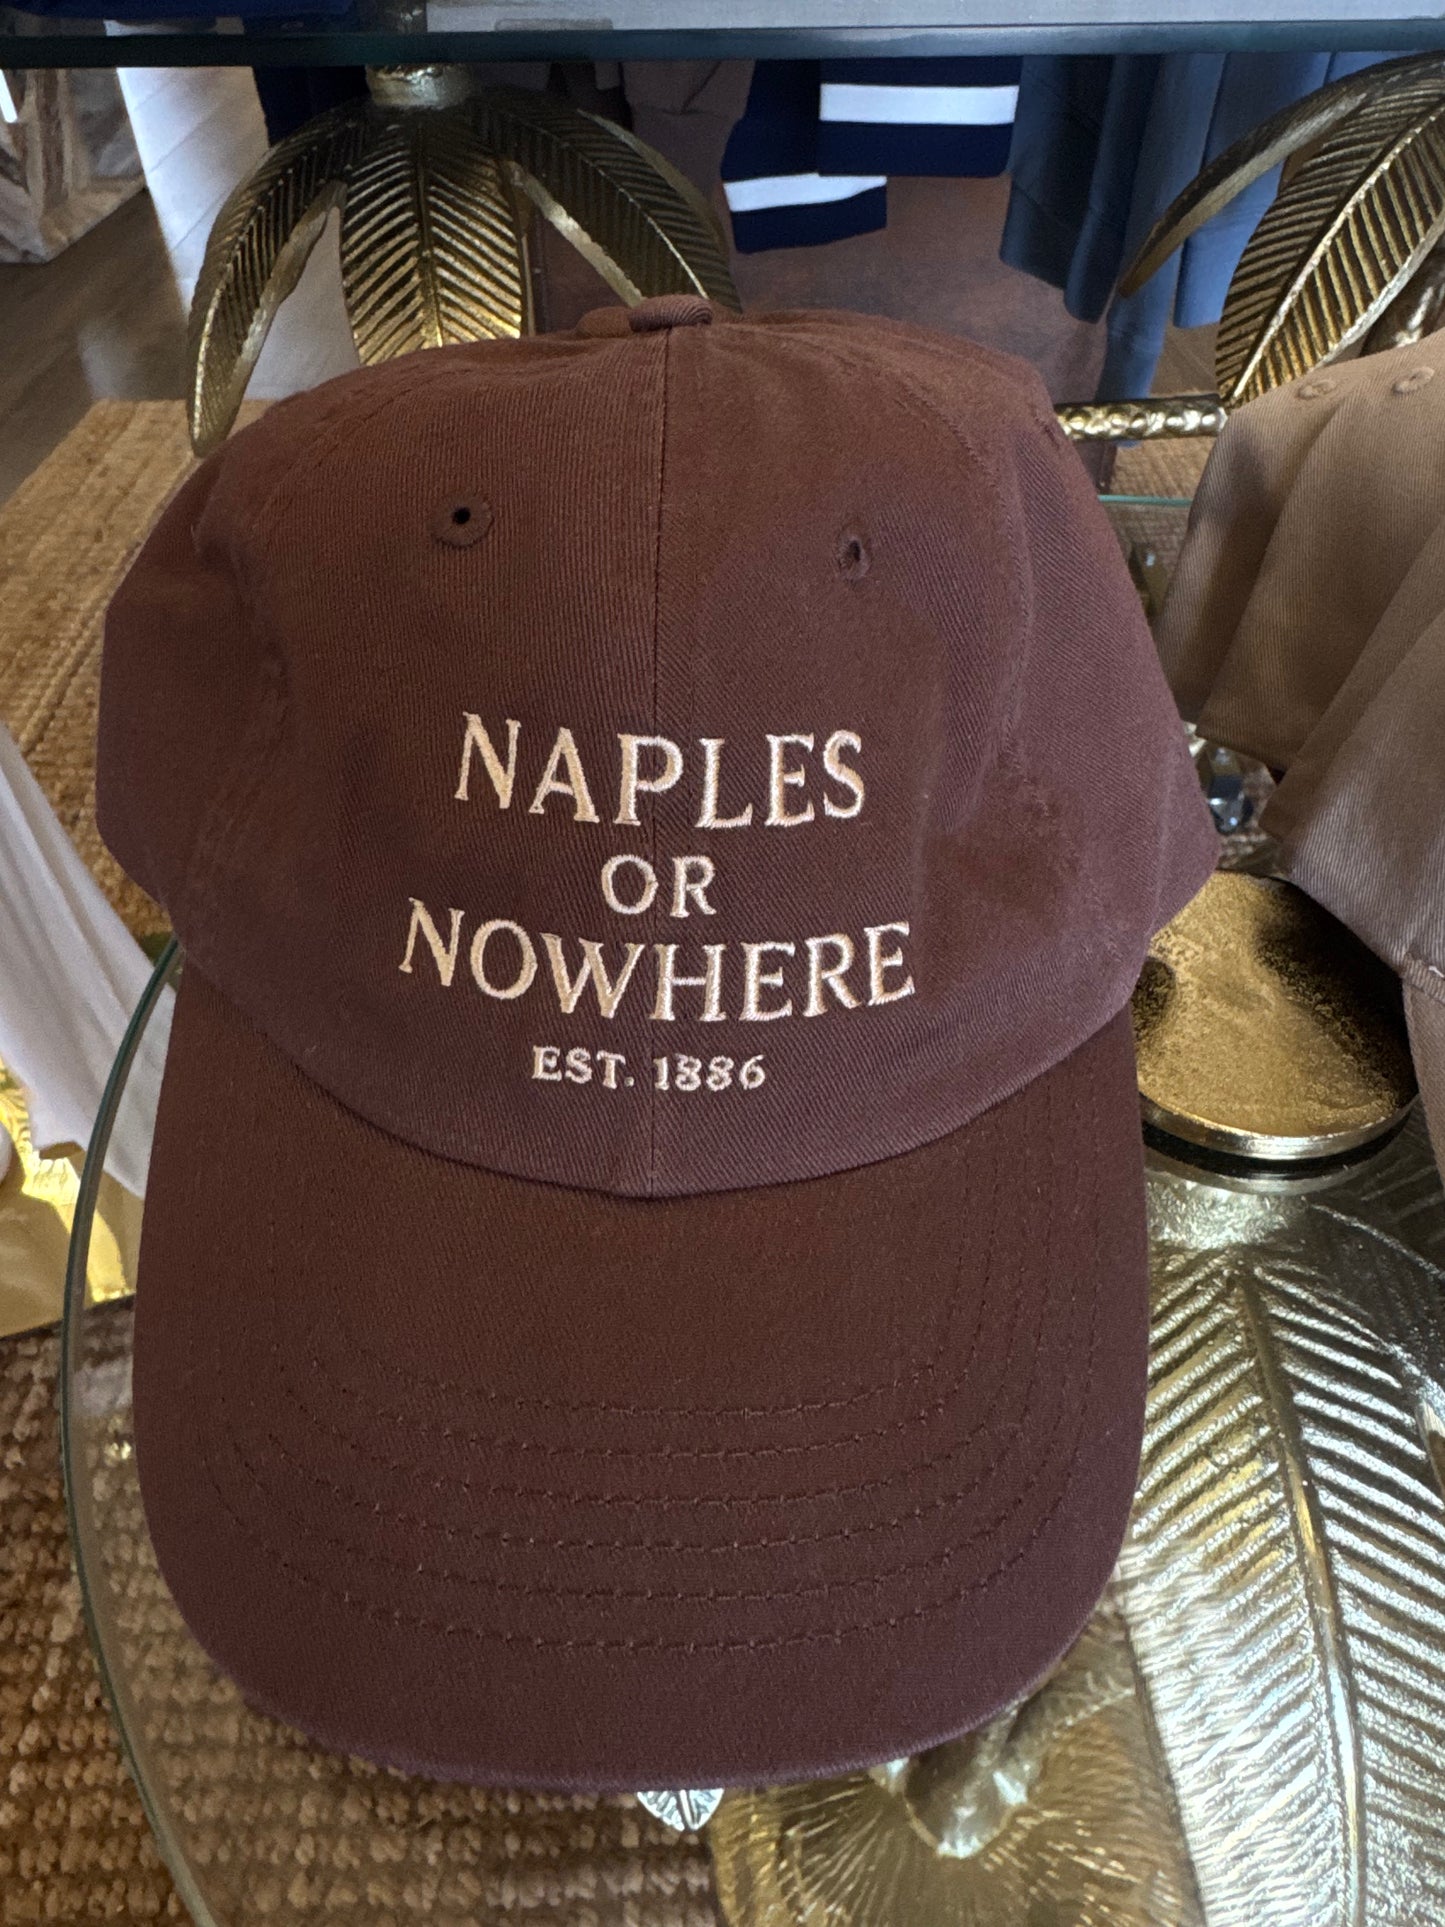 NAPLES
OR
NOWHERE
EST. 1886